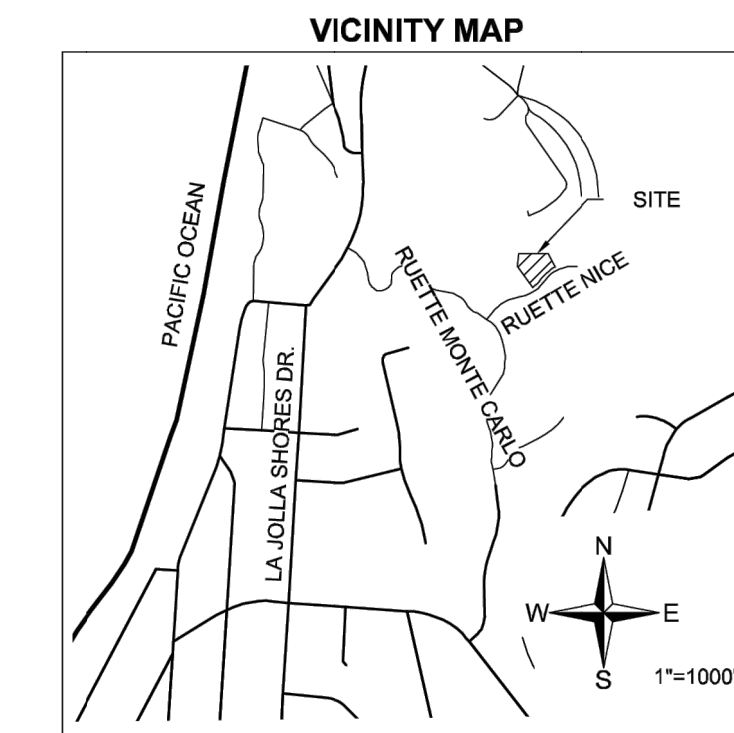 VICINITY MAP
PACIFIC OCEAN
SITE
RUETTE NICE
RUETTE MONTE CARLO
LA JOLLA SHORES DR.
N
W E
S
1"=1000'